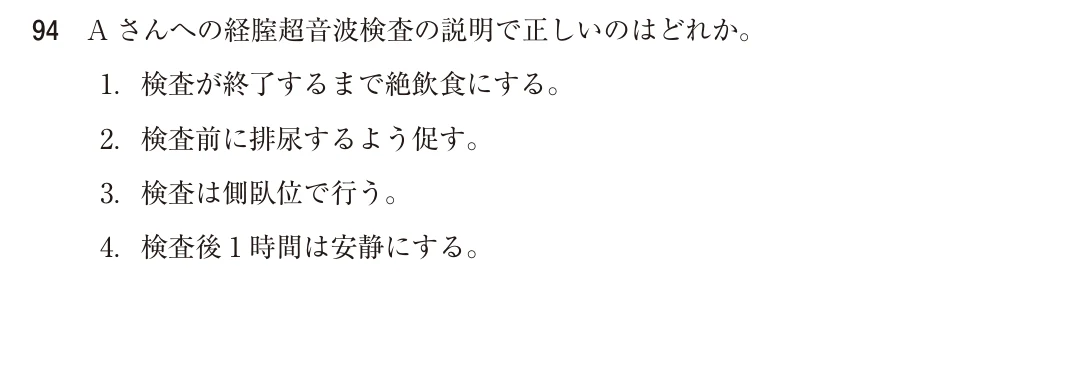 94 Aさんへの経腟超音波検査の説明で正しいのはどれか。
1. 検査が終了するまで絶飲食にする。
2. 検査前に排尿するよう促す。
3. 検査は側臥位で行う。
4. 検査後1時間は安静にする。